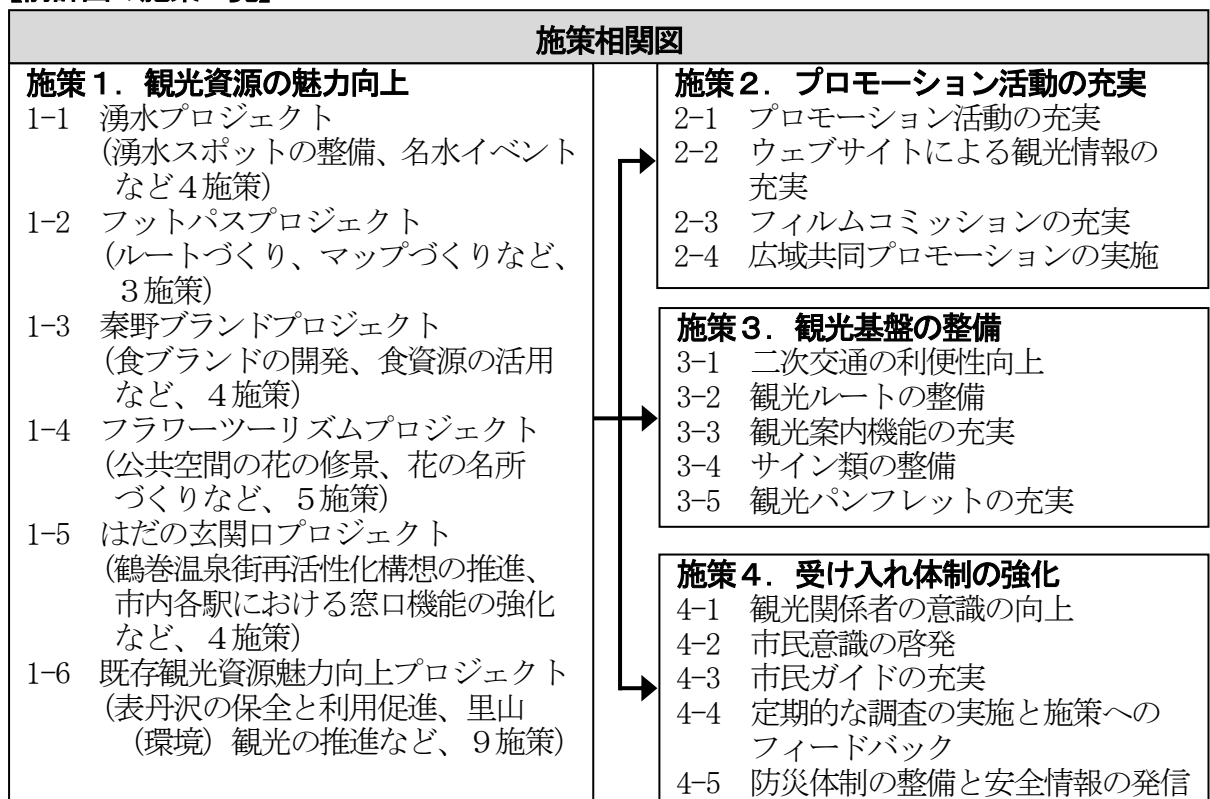 施策相関図
施策１．観光資源の魅力向上
1-1 湧水プロジェクト
(湧水スポットの整備、名水イベント
など４施策)
1-2 フットパスプロジェクト
(ルートづくり、マップづくりなど、
３施策)
1-3 秦野ブランドプロジェクト
(食ブランドの開発、食資源の活用
など、４施策)
1-4 フラワーツーリズムプロジェクト
(公共空間の花の修景、花の名所
づくりなど、５施策)
1-5 はだの玄関口プロジェクト
(鶴巻温泉街再活性化構想の推進、
市内各駅における窓口機能の強化
など、４施策)
1-6 既存観光資源魅力向上プロジェクト
(表丹沢の保全と利用促進、里山
(環境) 観光の推進など、９施策)
施策２．プロモーション活動の充実
2-1 プロモーション活動の充実
2-2 ウェブサイトによる観光情報の
充実
2-3 フィルムコミッションの充実
2-4 広域共同プロモーションの実施
施策３．観光基盤の整備
3-1 二次交通の利便性向上
3-2 観光ルートの整備
3-3 観光案内機能の充実
3-4 サイン類の整備
3-5 観光パンフレットの充実
施策４．受け入れ体制の強化
4-1 観光関係者の意識の向上
4-2 市民意識の啓発
4-3 市民ガイドの充実
4-4 定期的な調査の実施と施策への
フィードバック
4-5 防災体制の整備と安全情報の発信